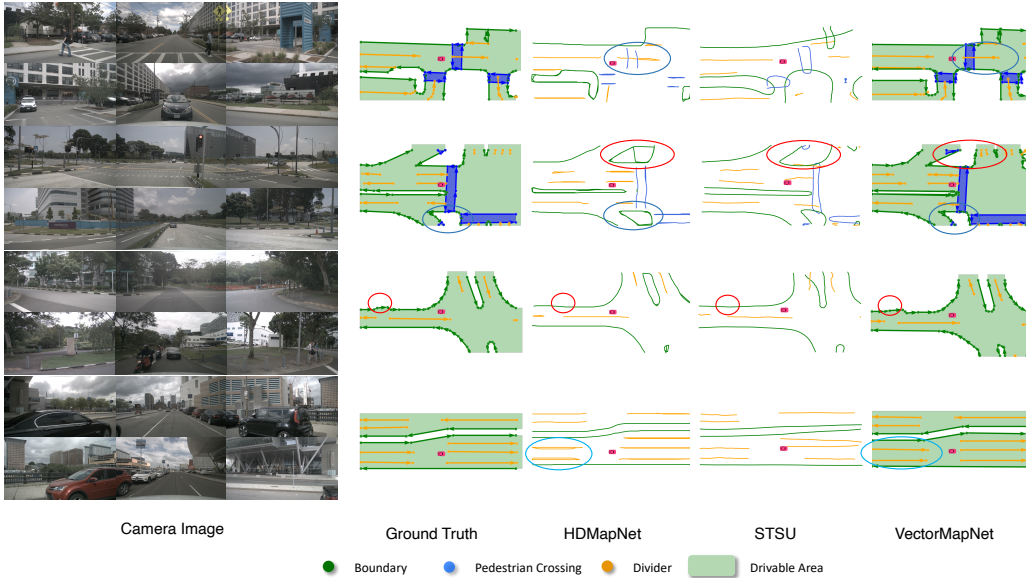 Camera Image
Ground Truth
HDMapNet
STSU
VectorMapNet
Boundary
Pedestrian Crossing
Divider
Drivable Area